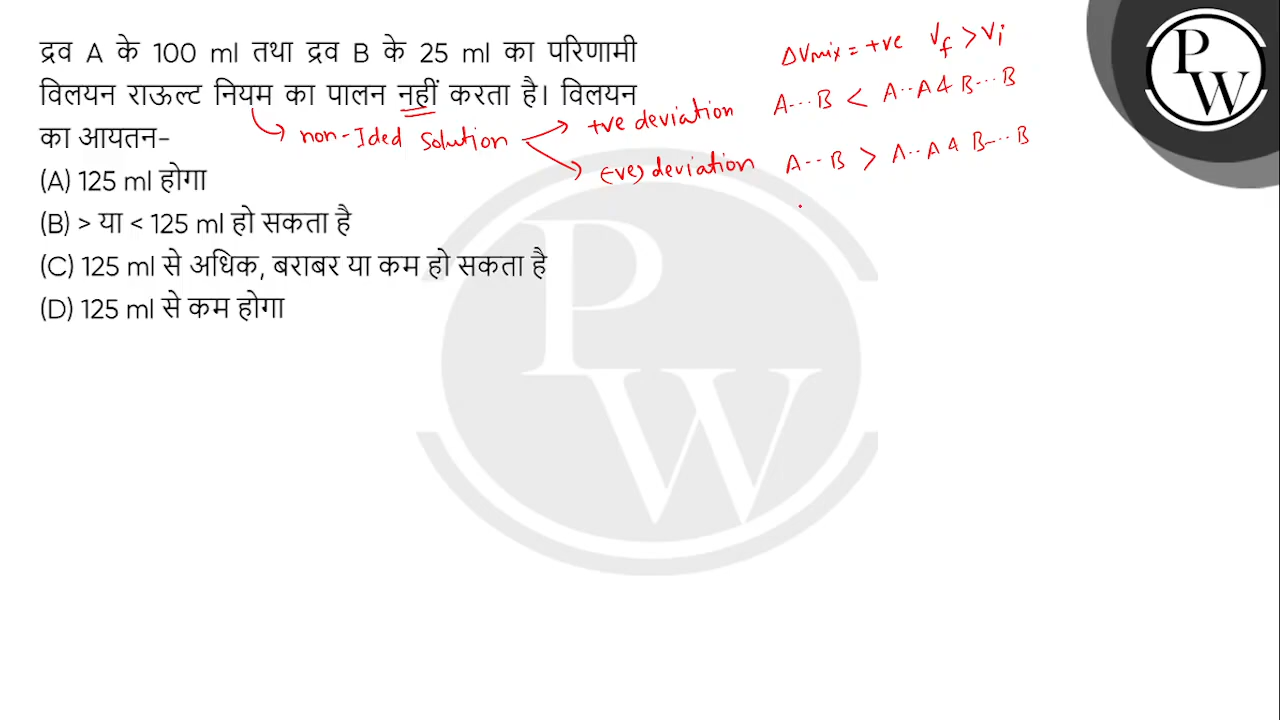 द्रव A के 100 ml तथा द्रव B के 25 ml का परिणामी
विलयन राऊल्ट नियम का पालन नहीं करता है। विलयन
का आयतन-
(A) 125 ml होगा
(B) > या < 125 ml हो सकता है
(C) 125 ml से अधिक, बराबर या कम हो सकता है
(D) 125 ml से कम होगा
non-Ided solution
ΔVmix = +ve Vf > Vi
+ve deviation A---B < A--A & B---B
(-ve) deviation A--B > A--A & B---B
P
W
P
W